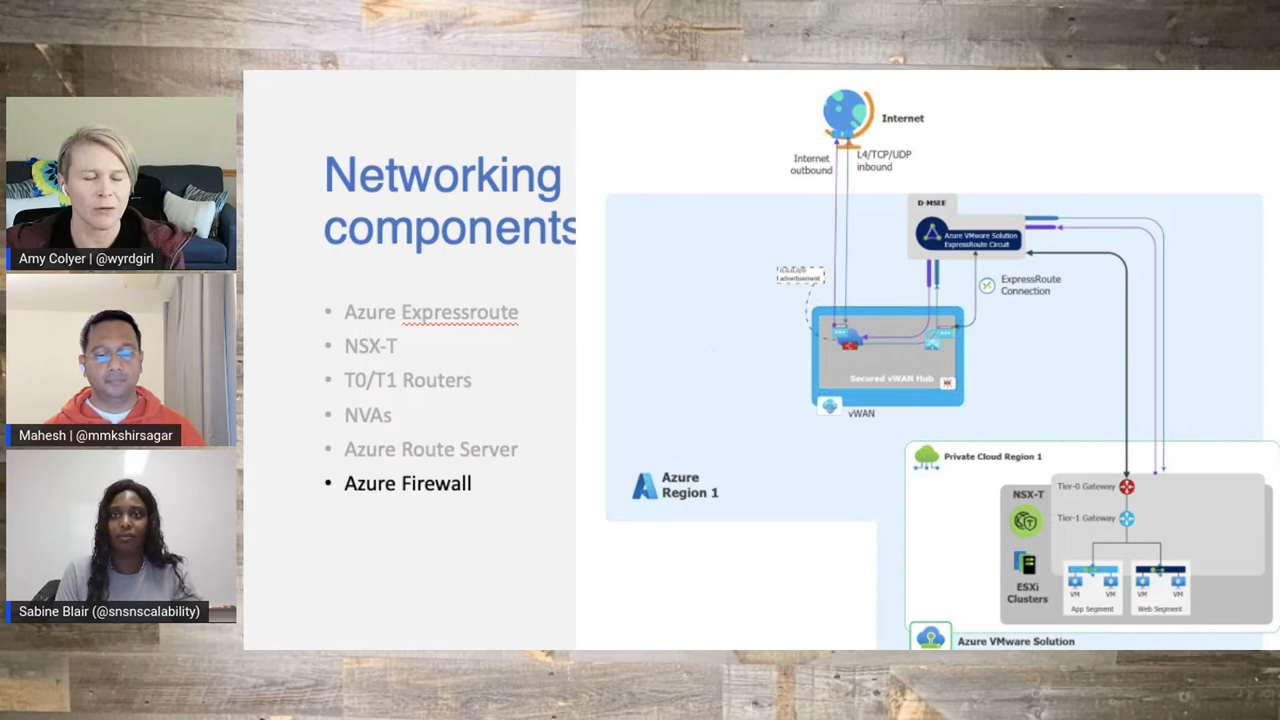 Amy Colyer | @wyrdgirl
Mahesh | @mmkshirsagar
Sabine Blair (@snsnscalability)
Networking
components
• Azure Expressroute
• NSX-T
• T0/T1 Routers
• NVAs
• Azure Route Server
• Azure Firewall
Internet
Internet
outbound
L4/TCP/UDP
inbound
D-MSEE
Azure VMware Solution
ExpressRoute Circuit
advertisement
ExpressRoute
Connection
Secured vWAN Hub
vWAN
Azure
Region 1
Private Cloud Region 1
NSX-T
Tier-0 Gateway
Tier-1 Gateway
ESXi
Clusters
VM
VM
VM
VM
App Segment
Web Segment
Azure VMware Solution